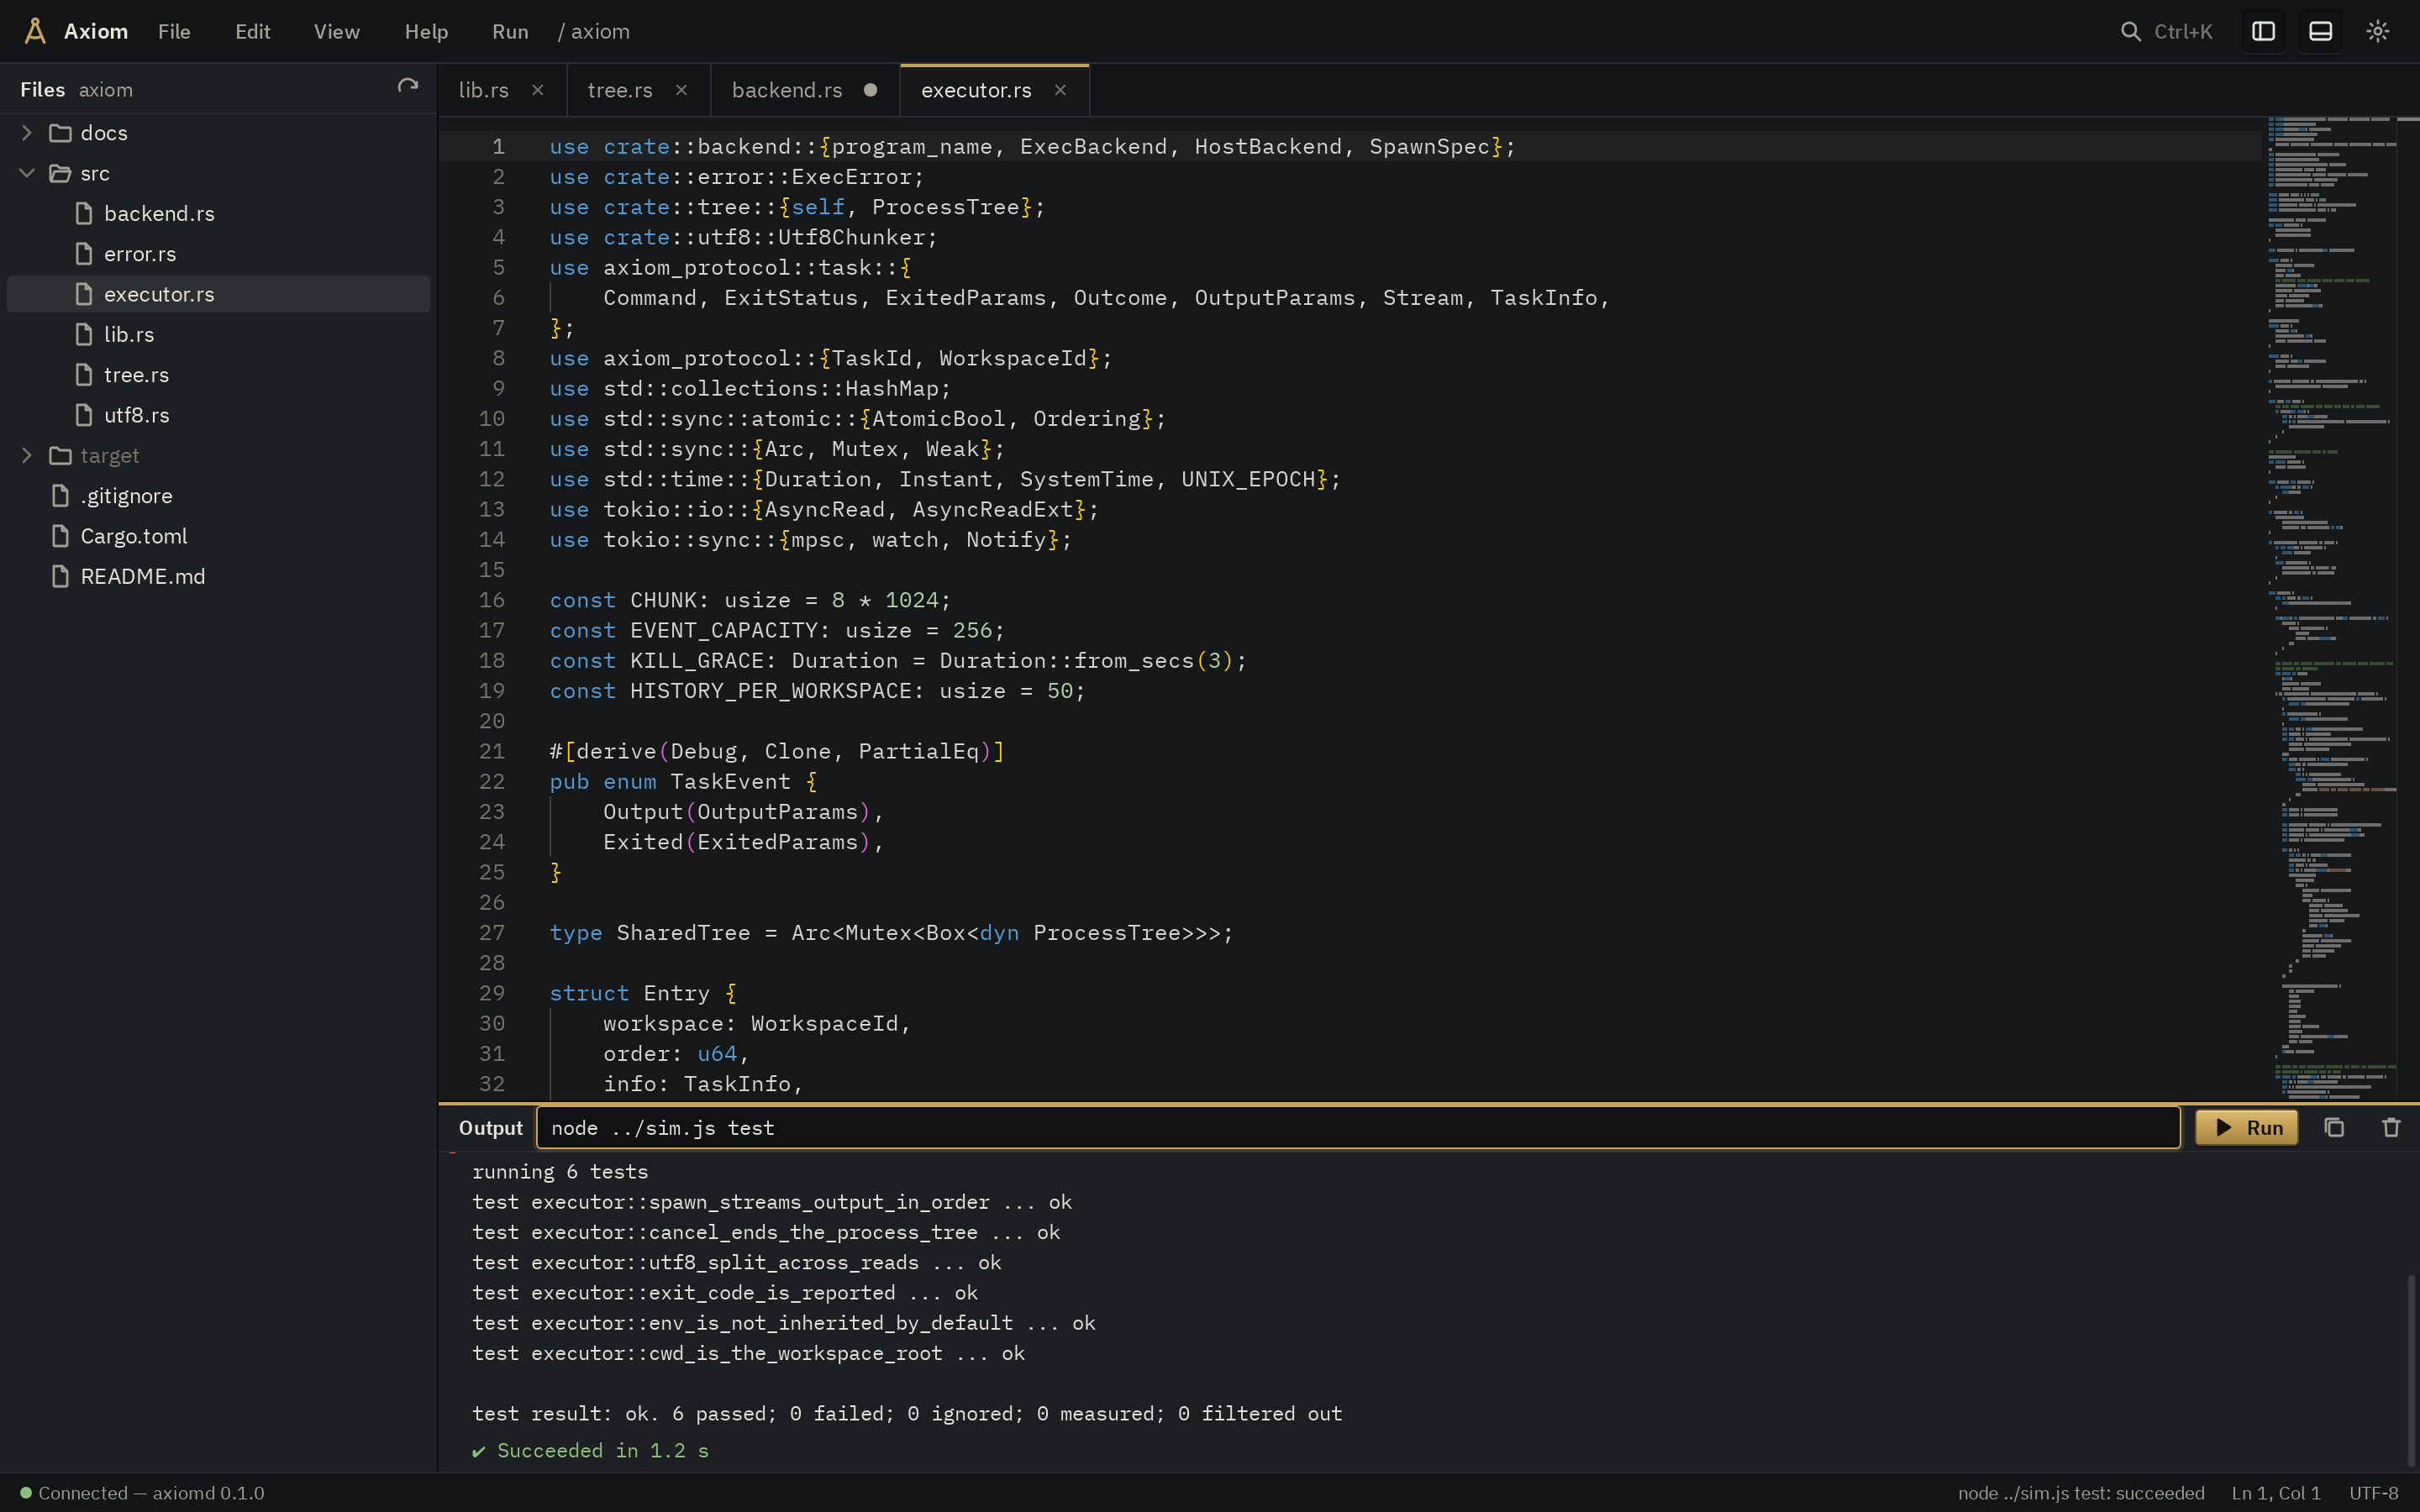 Axiom File Edit View Help Run / axiom Ctrl+K
Files axiom
docs
src
backend.rs
error.rs
executor.rs
lib.rs
tree.rs
utf8.rs
target
.gitignore
Cargo.toml
README.md
lib.rs × tree.rs × backend.rs ● executor.rs ×
1 use crate::backend::{program_name, ExecBackend, HostBackend, SpawnSpec};
2 use crate::error::ExecError;
3 use crate::tree::{self, ProcessTree};
4 use crate::utf8::Utf8Chunker;
5 use axiom_protocol::task::{
6     Command, ExitStatus, ExitedParams, Outcome, OutputParams, Stream, TaskInfo,
7 };
8 use axiom_protocol::{TaskId, WorkspaceId};
9 use std::collections::HashMap;
10 use std::sync::atomic::{AtomicBool, Ordering};
11 use std::sync::{Arc, Mutex, Weak};
12 use std::time::{Duration, Instant, SystemTime, UNIX_EPOCH};
13 use tokio::io::{AsyncRead, AsyncReadExt};
14 use tokio::sync::{mpsc, watch, Notify};
15
16 const CHUNK: usize = 8 * 1024;
17 const EVENT_CAPACITY: usize = 256;
18 const KILL_GRACE: Duration = Duration::from_secs(3);
19 const HISTORY_PER_WORKSPACE: usize = 50;
20
21 #[derive(Debug, Clone, PartialEq)]
22 pub enum TaskEvent {
23     Output(OutputParams),
24     Exited(ExitedParams),
25 }
26
27 type SharedTree = Arc<Mutex<Box<dyn ProcessTree>>>;
28
29 struct Entry {
30     workspace: WorkspaceId,
31     order: u64,
32     info: TaskInfo,
Output node ../sim.js test Run
running 6 tests
test executor::spawn_streams_output_in_order ... ok
test executor::cancel_ends_the_process_tree ... ok
test executor::utf8_split_across_reads ... ok
test executor::exit_code_is_reported ... ok
test executor::env_is_not_inherited_by_default ... ok
test executor::cwd_is_the_workspace_root ... ok
test result: ok. 6 passed; 0 failed; 0 ignored; 0 measured; 0 filtered out
✔ Succeeded in 1.2 s
Connected — axiomd 0.1.0 node ../sim.js test: succeeded Ln 1, Col 1 UTF-8